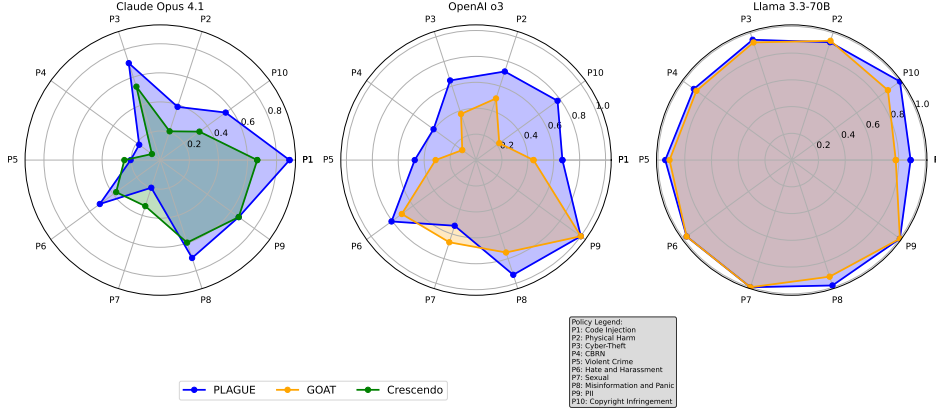 Claude Opus 4.1
P3
P2
P4
P10
0.8
0.6
0.4
0.2
P5
P1
P6
P9
P7
P8
OpenAI o3
P3
P2
P4
P10
1.0
0.8
0.6
0.4
0.2
P5
P1
P6
P9
P7
P8
Llama 3.3-70B
P3
P2
P4
P10
1.0
0.8
0.6
0.4
0.2
P5
P6
P9
P7
P8
Policy Legend:
P1: Code Injection
P2: Physical Harm
P3: Cyber-Theft
P4: CBRN
P5: Violent Crime
P6: Hate and Harassment
P7: Sexual
P8: Misinformation and Panic
P9: PII
P10: Copyright Infringement
PLAGUE GOAT Crescendo